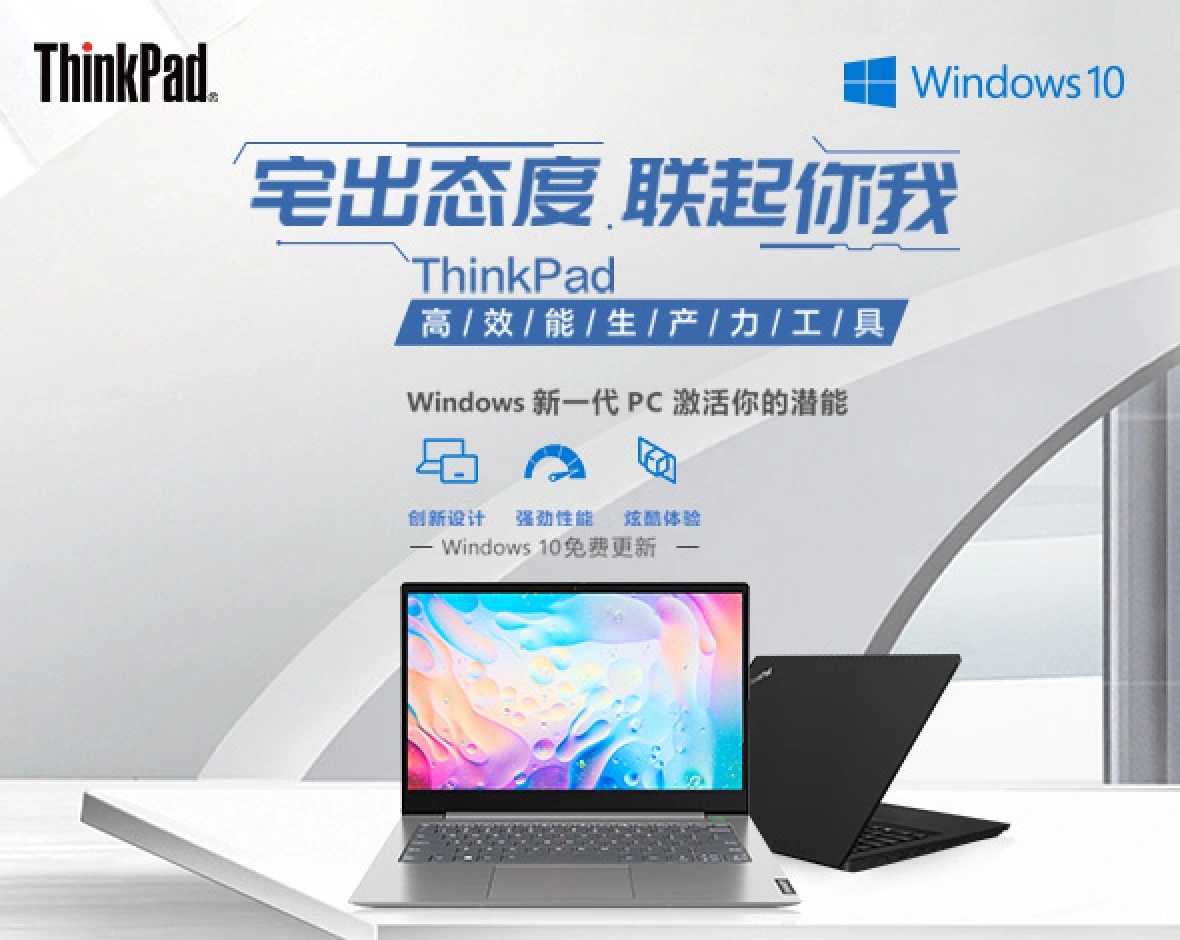 ThinkPad
Windows 10
宅出态度.联起你我
ThinkPad
高/效/能/生/产/力/工/具
Windows 新一代 PC 激活你的潜能
创新设计 强劲性能 炫酷体验
— Windows 10免费更新 —